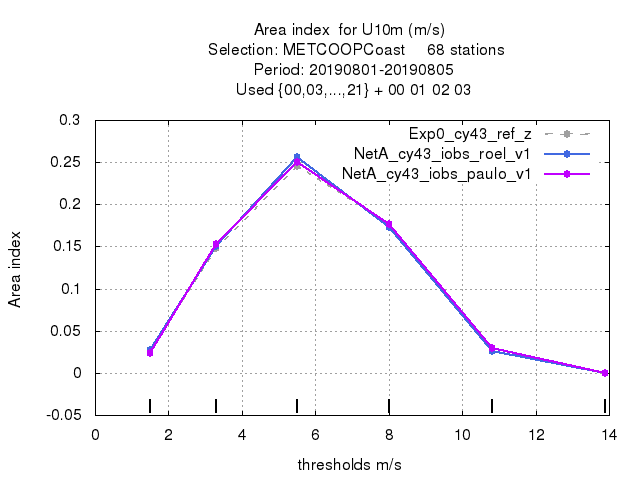 Area index  for U10m (m/s)
Selection: METCOOPCoast     68 stations
Period: 20190801-20190805
Used {00,03,...,21} + 00 01 02 03
Exp0_cy43_ref_z
NetA_cy43_iobs_roel_v1
NetA_cy43_iobs_paulo_v1
0.3
0.25
0.2
0.15
0.1
0.05
0
-0.05
Area index
0 2 4 6 8 10 12 14
thresholds m/s